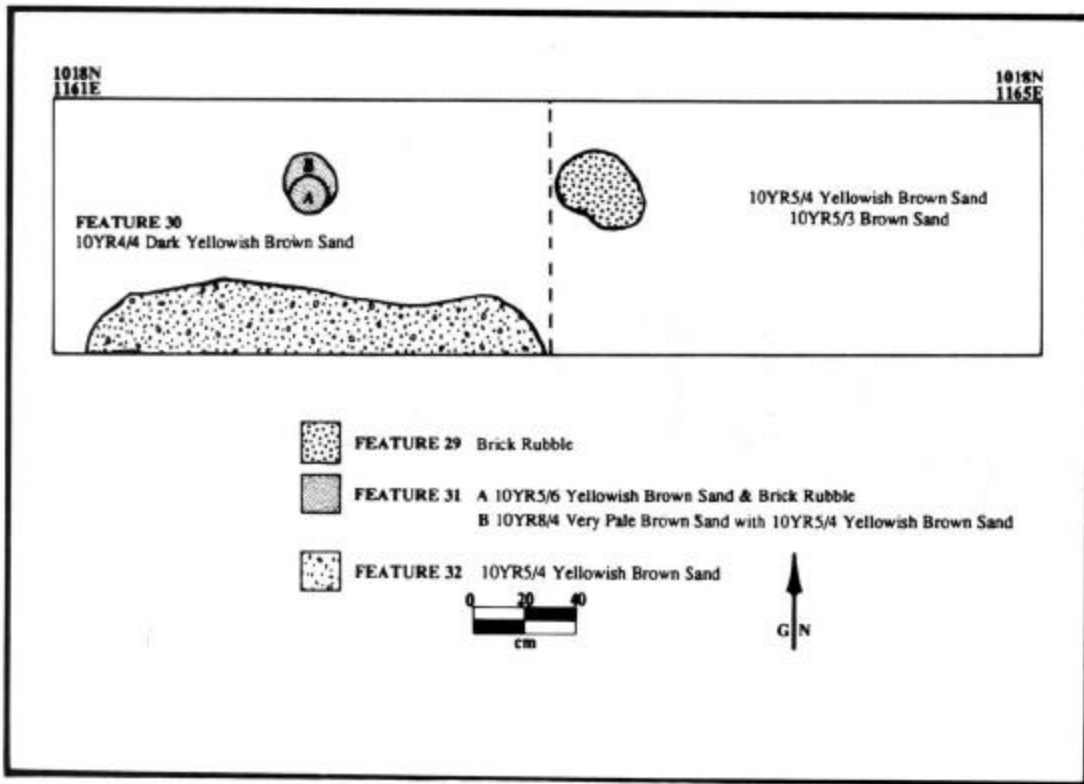 1018N
1161E
1018N
1165E
B
A
FEATURE 30
10YR4/4 Dark Yellowish Brown Sand
10YR5/4 Yellowish Brown Sand
10YR5/3 Brown Sand
FEATURE 29 Brick Rubble
FEATURE 31 A 10YR5/6 Yellowish Brown Sand & Brick Rubble
B 10YR8/4 Very Pale Brown Sand with 10YR5/4 Yellowish Brown Sand
FEATURE 32 10YR5/4 Yellowish Brown Sand
0 20 40
cm
G N